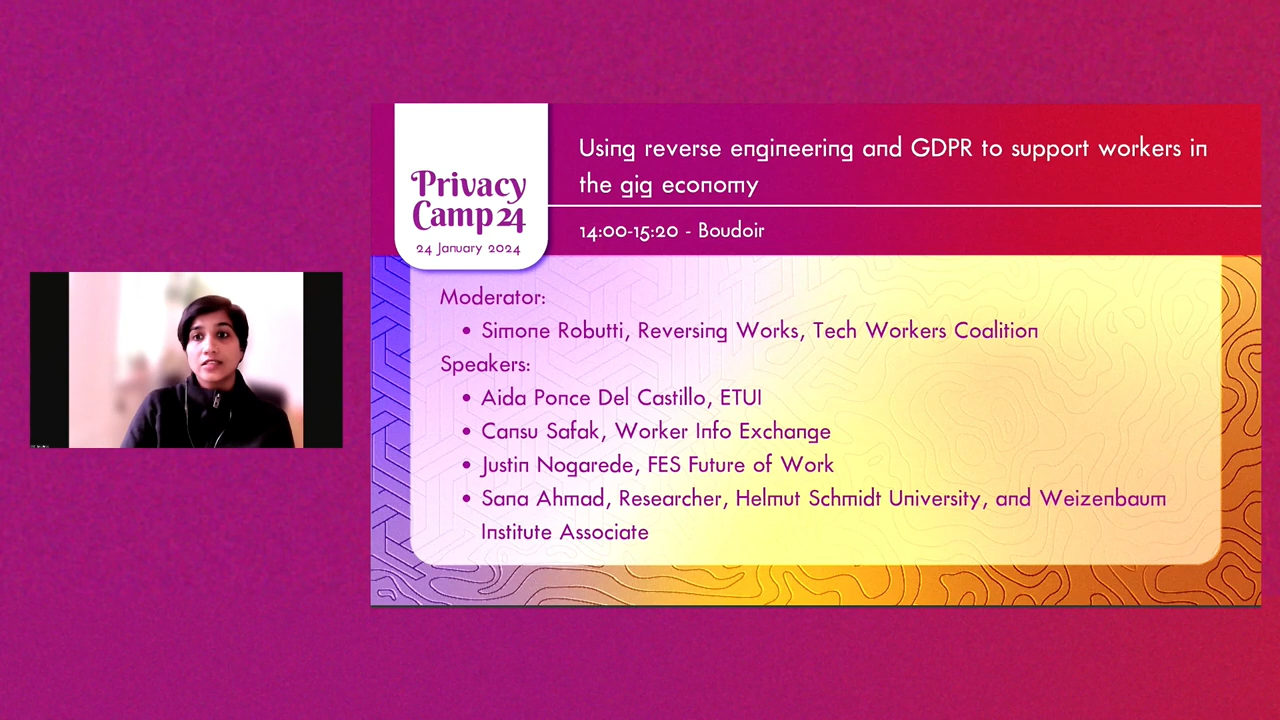 Privacy
Camp 24
24 January 2024
Using reverse engineering and GDPR to support workers in
the gig economy
14:00-15:20 - Boudoir
Moderator:
• Simone Robutti, Reversing Works, Tech Workers Coalition
Speakers:
• Aida Ponce Del Castillo, ETUI
• Cansu Safak, Worker Info Exchange
• Justin Nogarede, FES Future of Work
• Sana Ahmad, Researcher, Helmut Schmidt University, and Weizenbaum
Institute Associate